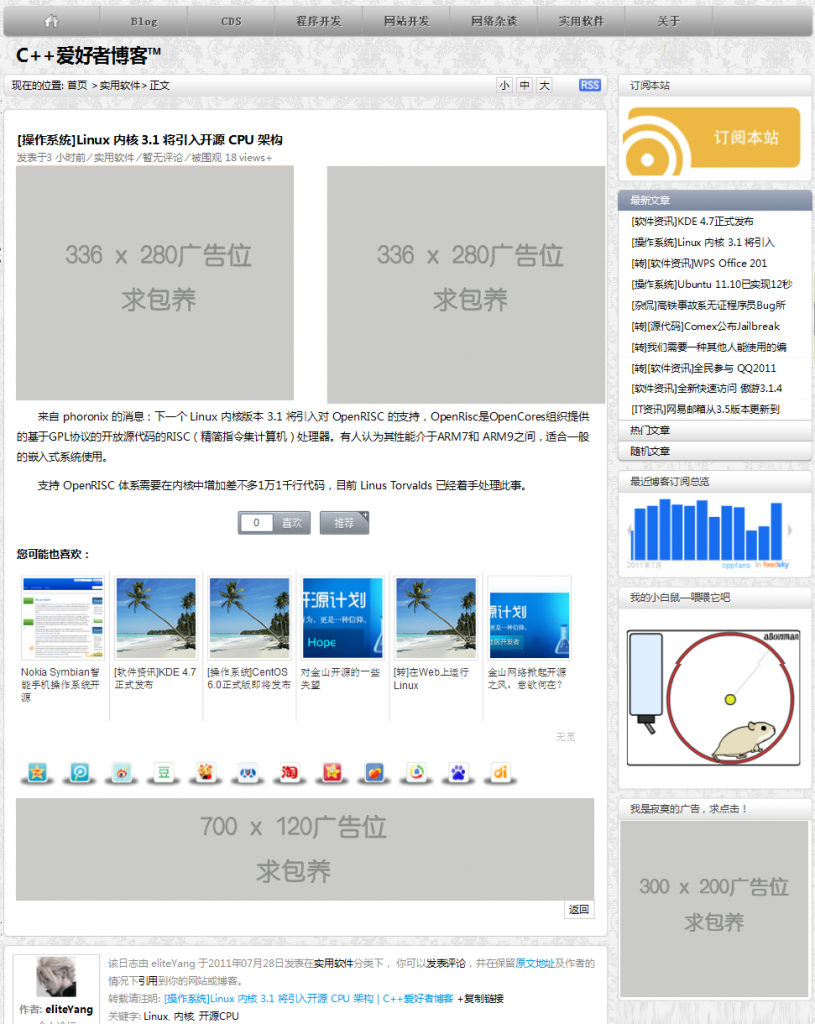 Blog CDS 程序开发 网站开发 网络杂谈 实用软件 关于
C++爱好者博客™
现在的位置: 首页 > 实用软件> 正文
小 中 大 RSS
[操作系统]Linux 内核 3.1 将引入开源 CPU 架构
发表于3 小时前 ⁄ 实用软件 ⁄ 暂无评论 ⁄ 被围观 18 views+
336 x 280广告位
求包养
336 x 280广告位
求包养
来自 phoronix 的消息：下一个 Linux 内核版本 3.1 将引入对 OpenRISC 的支持，OpenRisc是OpenCores组织提供
的基于GPL协议的开放源代码的RISC（精简指令集计算机）处理器。有人认为其性能介于ARM7和 ARM9之间，适合一般
的嵌入式系统使用。
支持 OpenRISC 体系需要在内核中增加差不多1万1千行代码，目前 Linus Torvalds 已经着手处理此事。
0 喜欢 推荐
您可能也喜欢：
开源计划
Hope
Nokia Symbian智
能手机操作系统开
源
[软件资讯]KDE 4.7
正式发布
[操作系统]CentOS
6.0正式版即将发布
对金山开源的一些
失望
[转]在Web上运行
Linux
金山网络掀起开源
之风，意欲何在？
无觅
豆
淘
di
700 x 120广告位
求包养
返回
该日志由 eliteYang 于2011年07月28日发表在实用软件分类下， 你可以发表评论，并在保留原文地址及作者的
情况下引用到你的网站或博客。
转载请注明: [操作系统]Linux 内核 3.1 将引入开源 CPU 架构 | C++爱好者博客 +复制链接
关键字: Linux, 内核, 开源CPU
作者: eliteYang
订阅本站
订阅本站
最新文章
[软件资讯]KDE 4.7正式发布
[操作系统]Linux 内核 3.1 将引入
[转][软件资讯]WPS Office 201
[操作系统]Ubuntu 11.10已实现12秒
[杂侃]高铁事故系无证程序员Bug所
[转][源代码]Comex公布Jailbreak
[转]我们需要一种其他人能使用的编
[转][软件资讯]全民参与 QQ2011
[软件资讯]全新快速访问 傲游3.1.4
[IT资讯]网易邮箱从3.5版本更新到
热门文章
随机文章
最近博客订阅总览
2011年7月 cppfans in feedsky
我的小白鼠—喂喂它吧
abowman
我是寂寞的广告，求点击！
300 x 200广告位
求包养